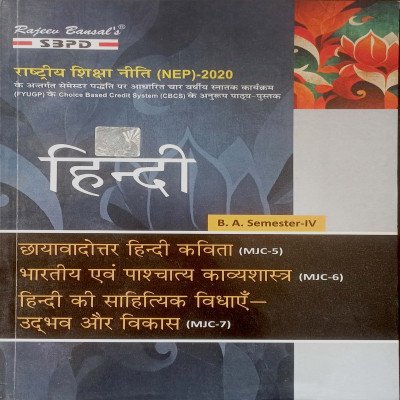 Rajeev Bansal's
SBPD
राष्ट्रीय शिक्षा नीति (NEP)-2020
के अन्तर्गत सेमेस्टर पद्धति पर आधारित चार वर्षीय स्नातक कार्यक्रम
(FYUGP) के Choice Based Credit System (CBCS) के अनुरूप पाठ्य-पुस्तक
हिन्दी
B. A. Semester-IV
छायावादोत्तर हिन्दी कविता (MJC-5)
भारतीय एवं पाश्चात्य काव्यशास्त्र (MJC-6)
हिन्दी की साहित्यिक विधाएँ—
उद्भव और विकास (MJC-7)